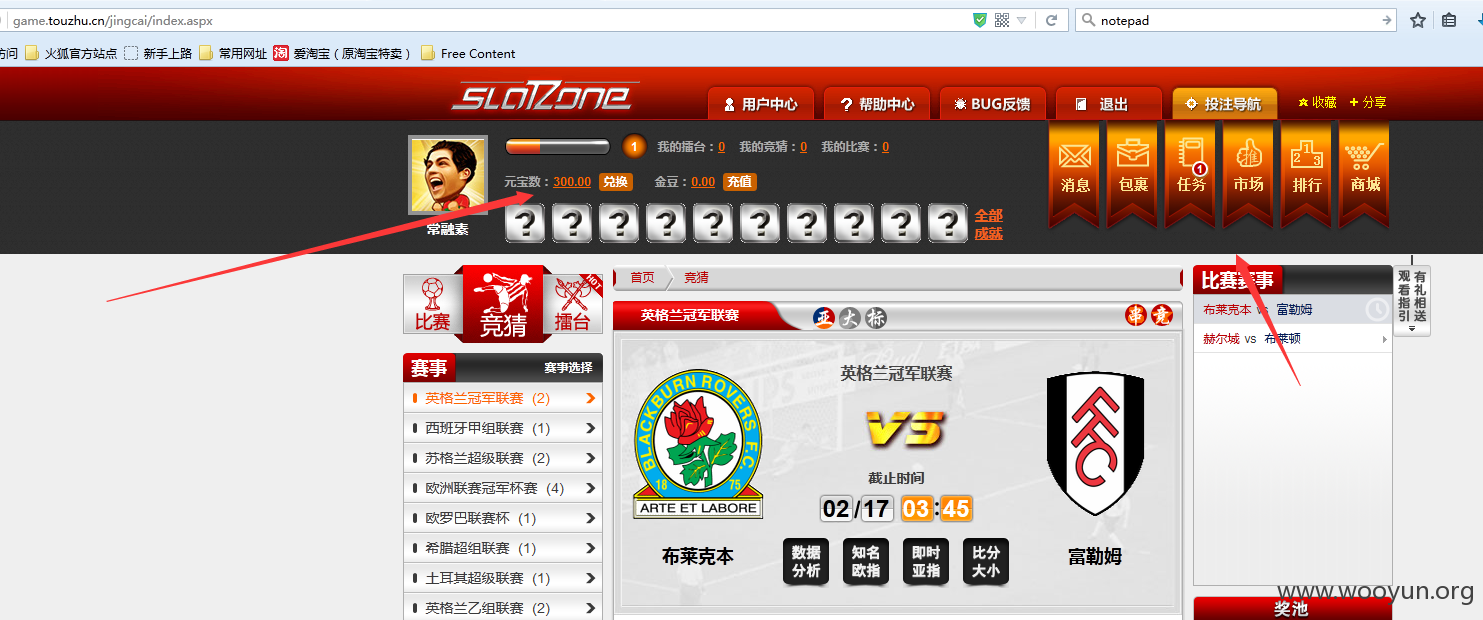 game.touzhu.cn/jingcai/index.aspx
notepad
访问 火狐官方站点 新手上路 常用网址 爱淘宝（原淘宝特卖） Free Content
SLOTZONE
用户中心 帮助中心 BUG反馈 退出 投注导航 收藏 + 分享
1 我的擂台：0 我的竞猜：0 我的比赛：0
元宝数：300.00 兑换 金豆：0.00 充值
消息 包裹 任务 1 市场 推 排行 商城
常融素
? ? ? ? ? ? ? ? ? ?
全部
成就
比赛 竞猜 擂台 HOT
首页 竞猜
比赛赛事
观看指引
有礼相送
赛事 赛事选择
英格兰冠军联赛 (2)
西班牙甲组联赛 (1)
苏格兰超级联赛 (2)
欧洲联赛冠军杯赛 (4)
欧罗巴联赛杯 (1)
希腊超组联赛 (1)
土耳其超级联赛 (1)
英格兰乙组联赛 (2)
英格兰冠军联赛 亚 大 标 串 竞
英格兰冠军联赛
BLACKBURN ROVERS F.C.
18 75
ARTE ET LABORE
VS
FFC
截止时间
02/17 03:45
布莱克本
数据分析
知名欧指
即时亚指
比分大小
富勒姆
布莱克本 vs 富勒姆
赫尔城 vs 布莱顿
www.wooyun.org
奖池